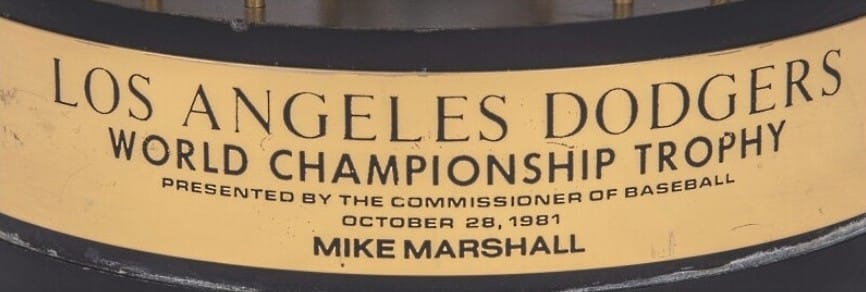 LOS ANGELES DODGERS
WORLD CHAMPIONSHIP TROPHY
PRESENTED BY THE COMMISSIONER OF BASEBALL
OCTOBER 28, 1981
MIKE MARSHALL